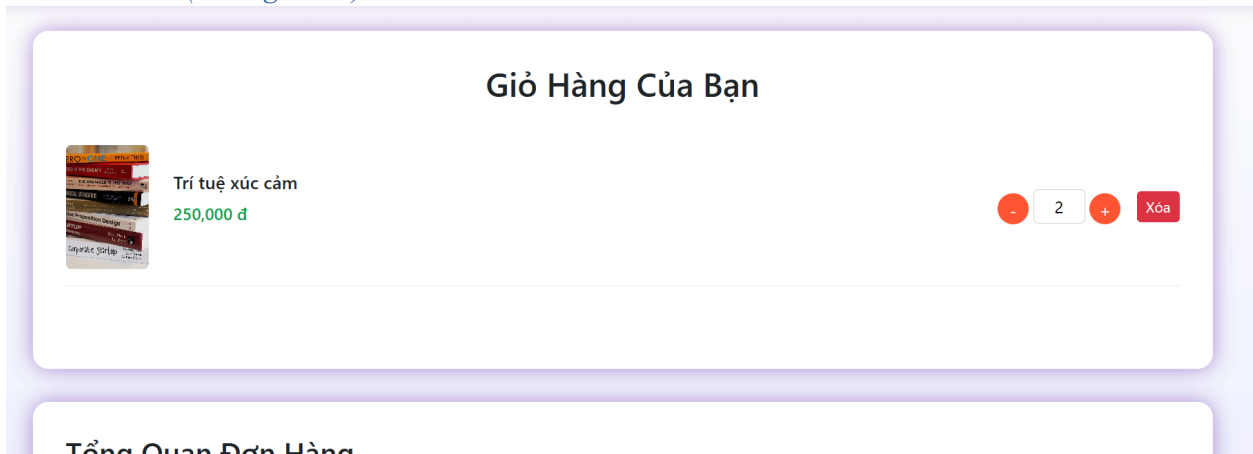 Giỏ Hàng Của Bạn
Trí tuệ xúc cảm
250,000 đ
-
2
+
Xóa
Tổng Quan Đơn Hàng